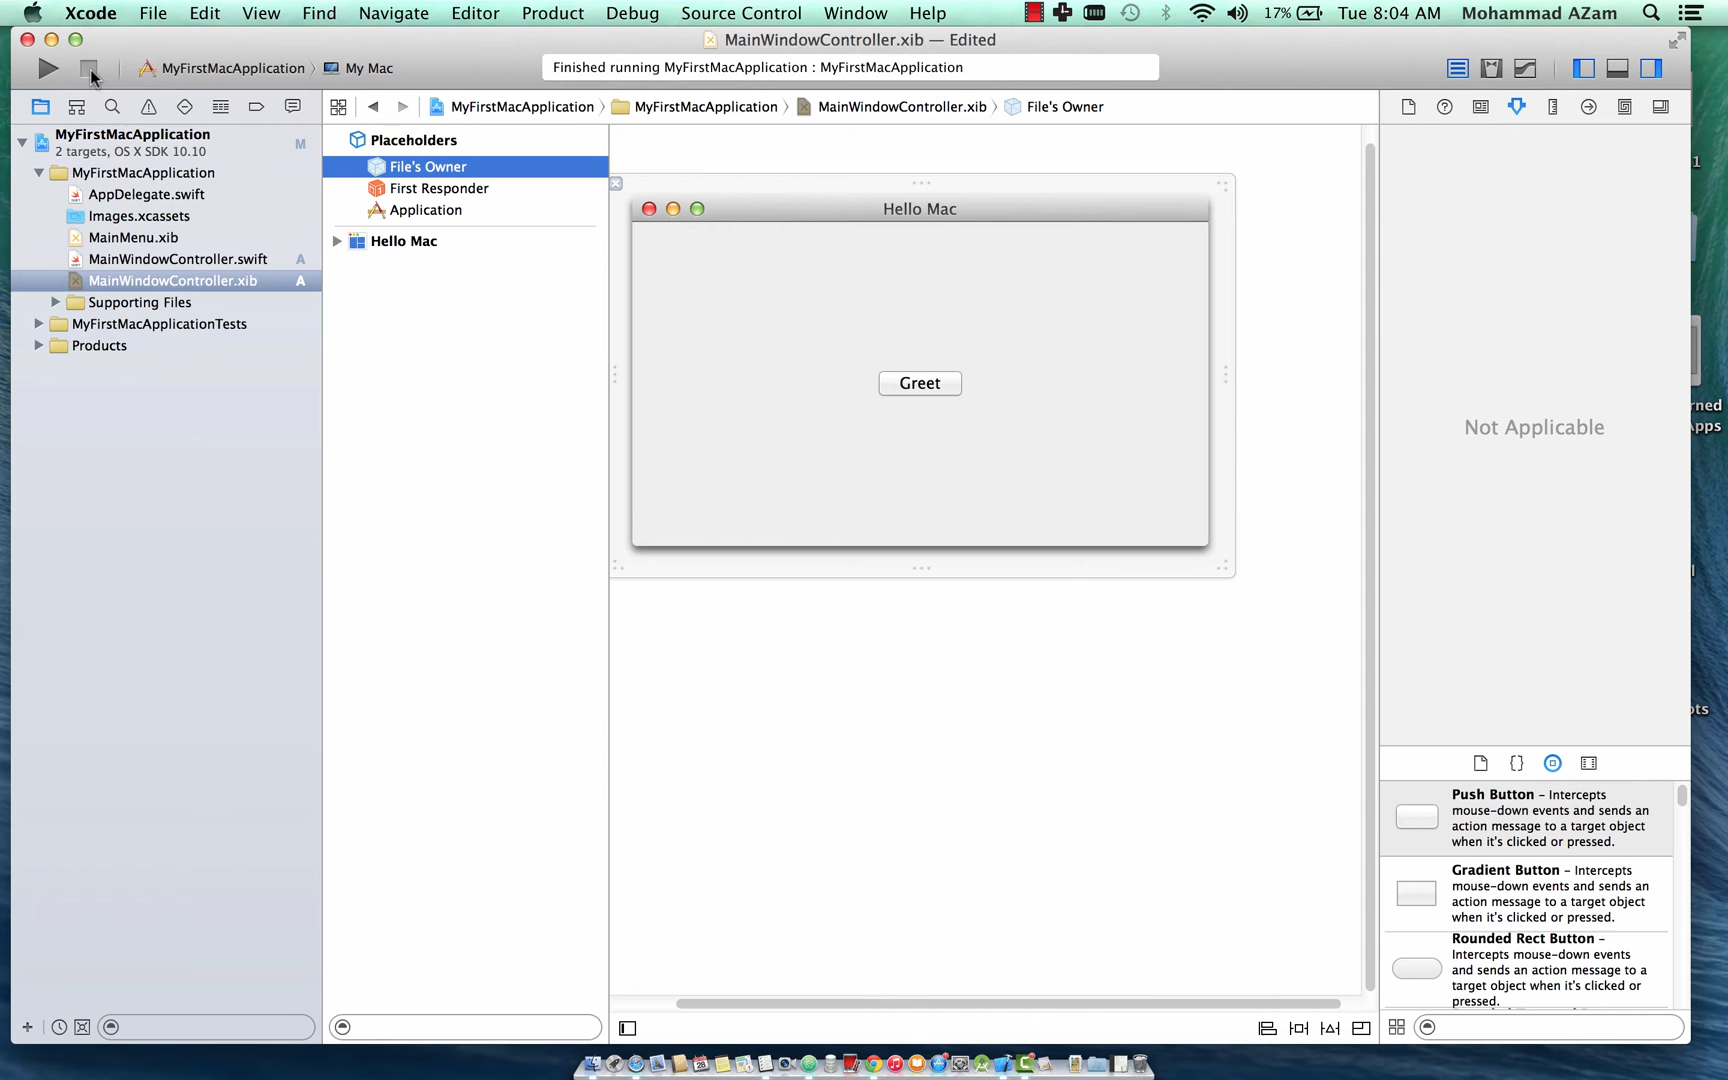 Xcode File Edit View Find Navigate Editor Product Debug Source Control Window Help 17% Tue 8:04 AM Mohammad AZam
MainWindowController.xib — Edited
MyFirstMacApplication My Mac
Finished running MyFirstMacApplication : MyFirstMacApplication
MyFirstMacApplication MyFirstMacApplication MainWindowController.xib File's Owner
MyFirstMacApplication M
2 targets, OS X SDK 10.10
MyFirstMacApplication
AppDelegate.swift
Images.xcassets
MainMenu.xib
MainWindowController.swift A
MainWindowController.xib A
Supporting Files
MyFirstMacApplicationTests
Products
Placeholders
File's Owner
First Responder
Application
Hello Mac
Hello Mac
Greet
Not Applicable
Push Button – Intercepts
mouse-down events and sends an
action message to a target object
when it's clicked or pressed.
Gradient Button – Intercepts
mouse-down events and sends an
action message to a target object
when it's clicked or pressed.
Rounded Rect Button –
Intercepts mouse-down events
and sends an action message to a
target object when it's clicked or
pressed.
1
rned
Apps